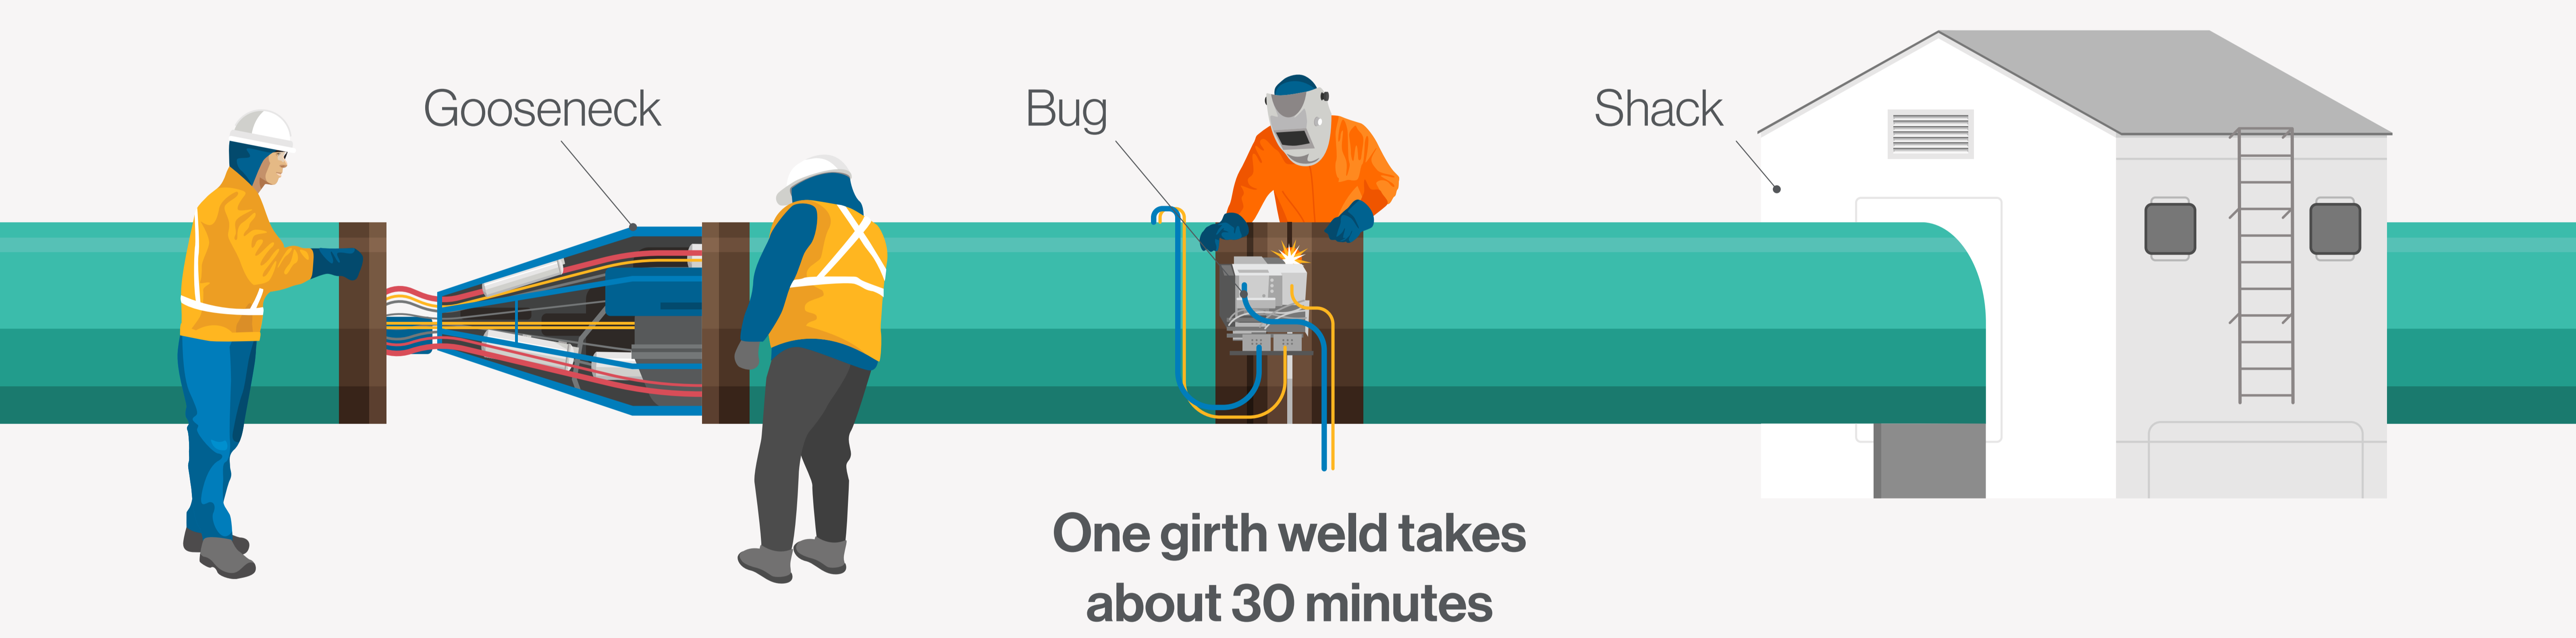 Gooseneck
Bug
Shack
One girth weld takes
about 30 minutes